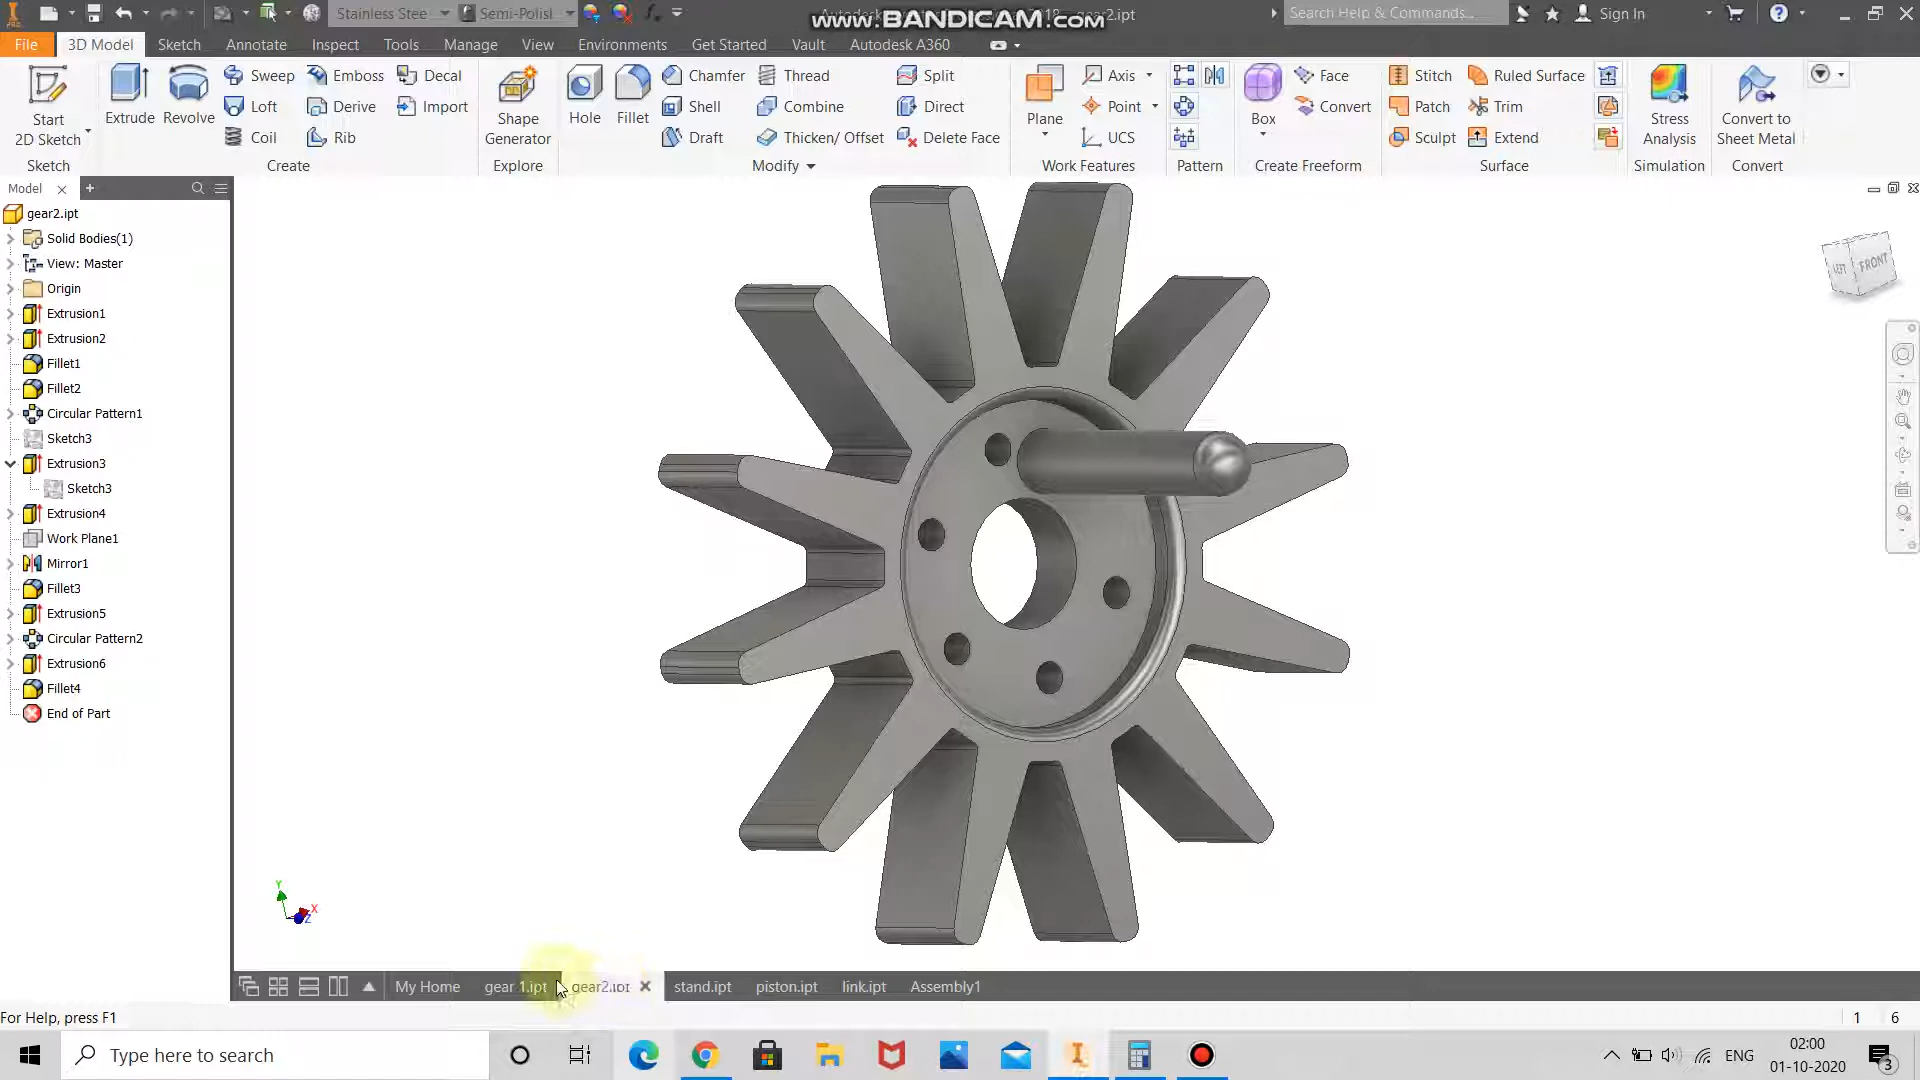 Stainless Stee
Semi-Polisl
www.BANDICAM.com
gear2.ipt
Search Help & Commands...
Sign In
File
3D Model
Sketch
Annotate
Inspect
Tools
Manage
View
Environments
Get Started
Vault
Autodesk A360
Start
2D Sketch
Extrude
Revolve
Sweep
Loft
Coil
Emboss
Derive
Rib
Decal
Import
Shape
Generator
Hole
Fillet
Chamfer
Shell
Draft
Thread
Combine
Thicken/ Offset
Split
Direct
Delete Face
Plane
Axis
Point
UCS
Box
Face
Convert
Stitch
Patch
Sculpt
Ruled Surface
Trim
Extend
Stress
Analysis
Convert to
Sheet Metal
Sketch
Create
Explore
Modify
Work Features
Pattern
Create Freeform
Surface
Simulation
Convert
Model
gear2.ipt
Solid Bodies(1)
View: Master
Origin
Extrusion1
Extrusion2
Fillet1
Fillet2
Circular Pattern1
Sketch3
Extrusion3
Sketch3
Extrusion4
Work Plane1
Mirror1
Fillet3
Extrusion5
Circular Pattern2
Extrusion6
Fillet4
End of Part
LEFT
FRONT
Y
X
Z
My Home
gear 1.ipt
gear2.ipt
stand.ipt
piston.ipt
link.ipt
Assembly1
For Help, press F1
1
6
Type here to search
ENG
02:00
01-10-2020
3